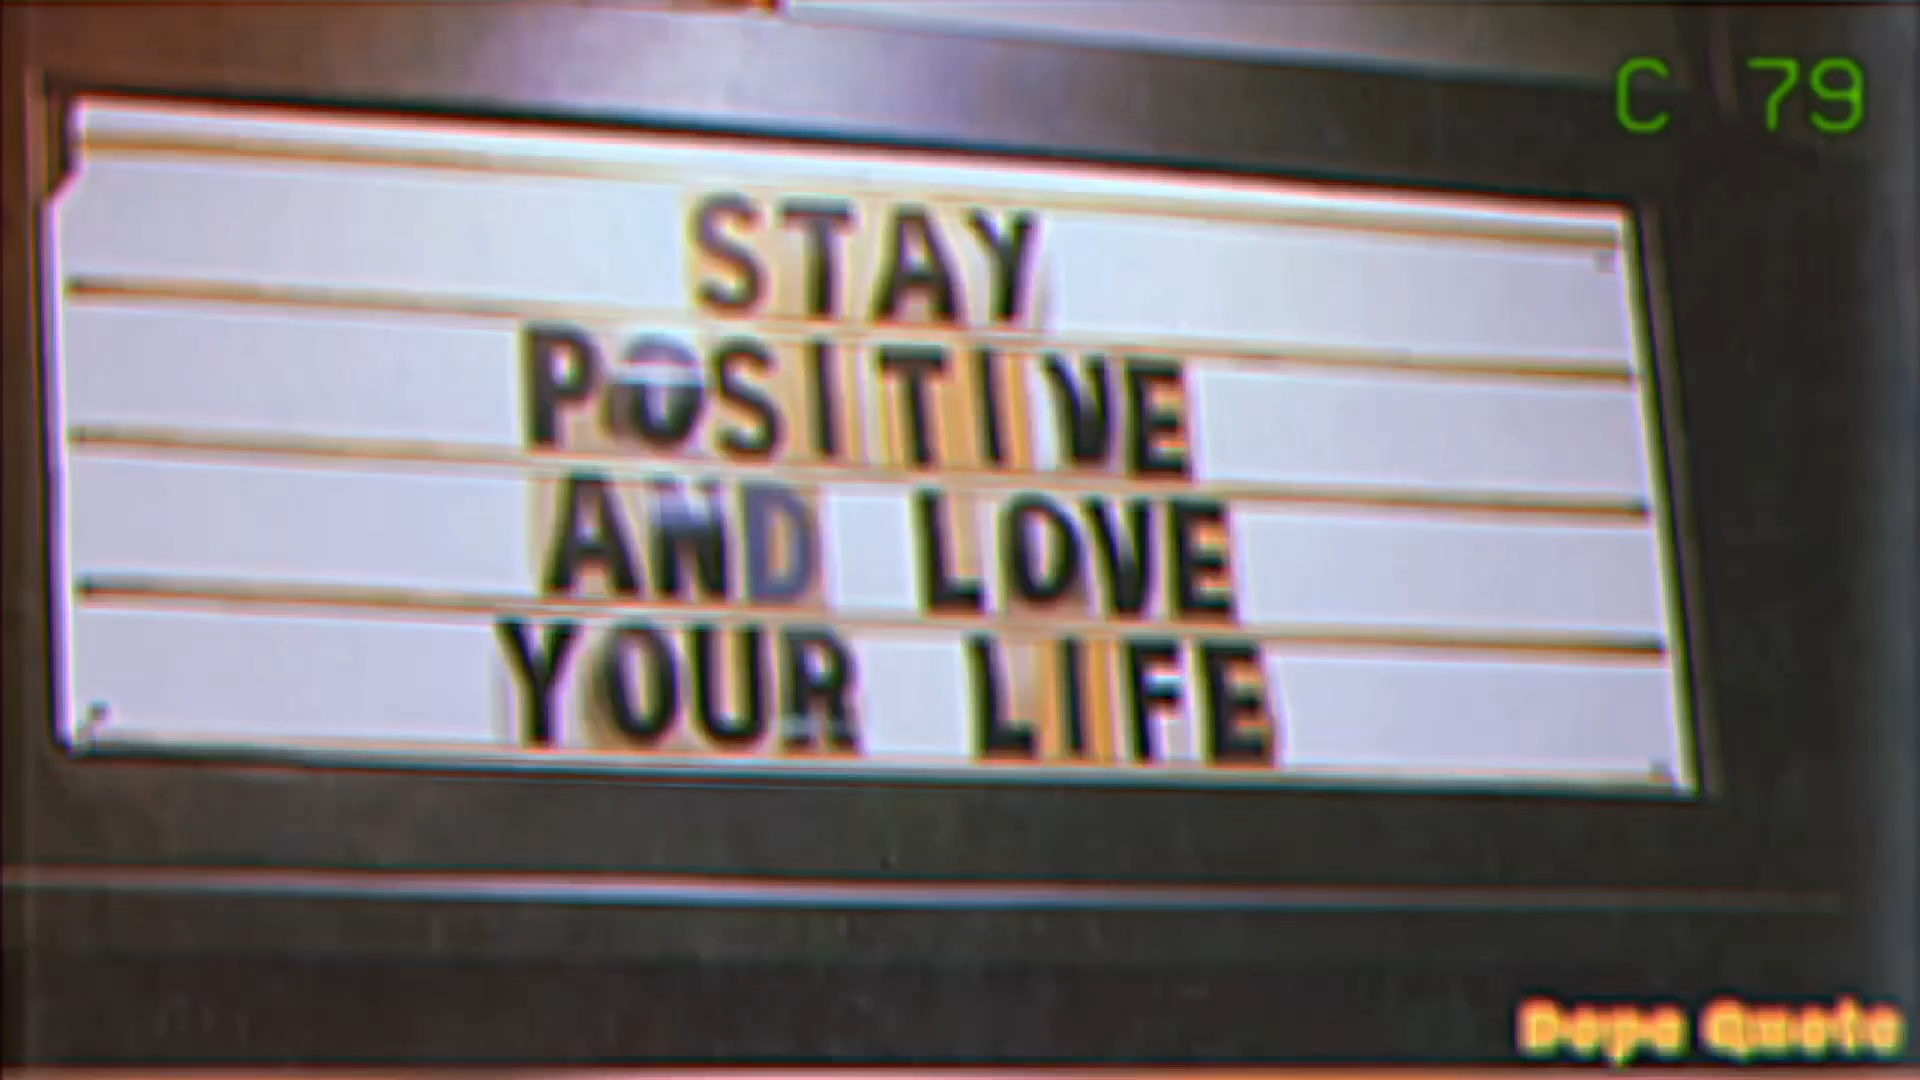 C 79
STAY
POSITIVE
AND LOVE
YOUR LIFE
Dope Quote